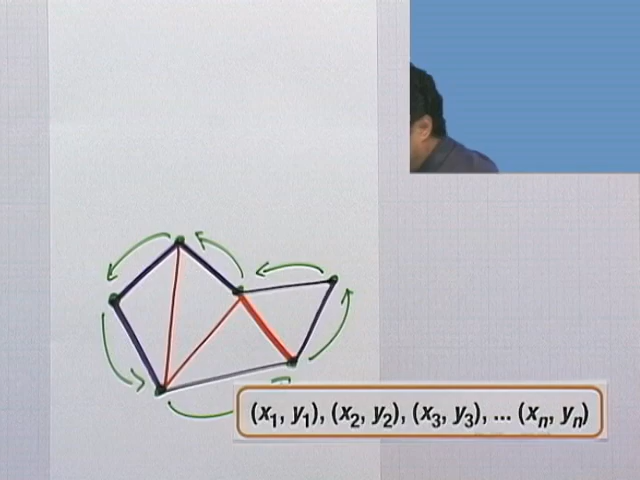 (x₁, y₁), (x₂, y₂), (x₃, y₃), ... (xₙ, yₙ)